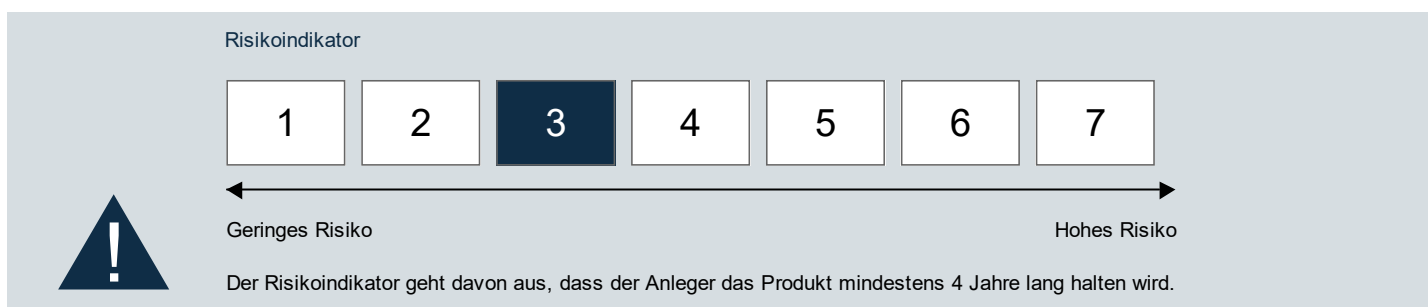 Risikoindikator
1 2 3 4 5 6 7
Geringes Risiko Hohes Risiko
!
Der Risikoindikator geht davon aus, dass der Anleger das Produkt mindestens 4 Jahre lang halten wird.